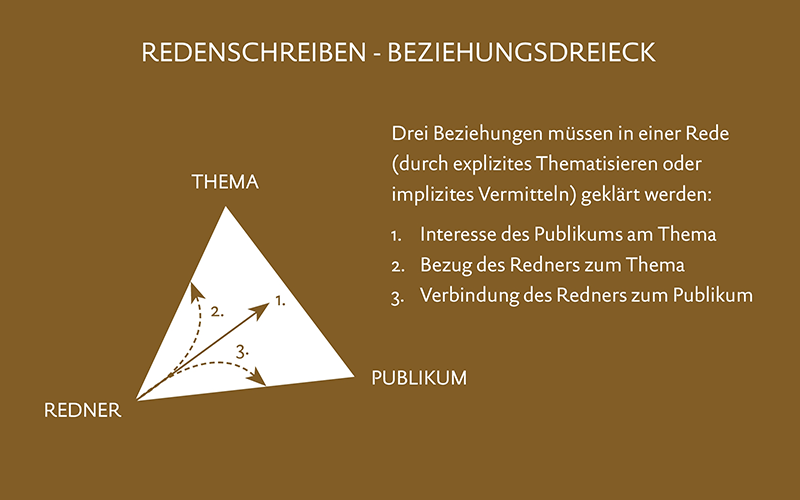 REDENSCHREIBEN - BEZIEHUNGSDREIECK
Drei Beziehungen müssen in einer Rede
(durch explizites Thematisieren oder
implizites Vermitteln) geklärt werden:
1. Interesse des Publikums am Thema
2. Bezug des Redners zum Thema
3. Verbindung des Redners zum Publikum
THEMA
1.
2.
3.
PUBLIKUM
REDNER